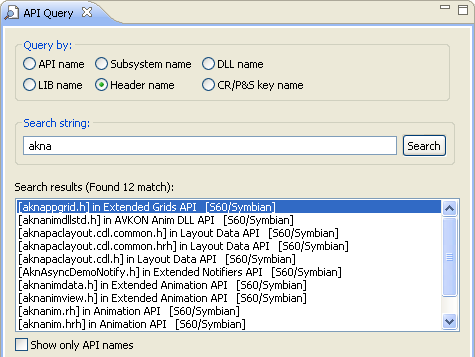 API Query
Query by:
API name Subsystem name DLL name
LIB name Header name CR/P&S key name
Search string:
akna Search
Search results (Found 12 match):
[aknappgrid.h] in Extended Grids API [S60/Symbian]
[aknanimdllstd.h] in AVKON Anim DLL API [S60/Symbian]
[aknapaclayout.cdl.common.h] in Layout Data API [S60/Symbian]
[aknapaclayout.cdl.common.hrh] in Layout Data API [S60/Symbian]
[aknapaclayout.cdl.h] in Layout Data API [S60/Symbian]
[AknAsyncDemoNotify.h] in Extended Notifiers API [S60/Symbian]
[aknanimdata.h] in Extended Animation API [S60/Symbian]
[aknanimview.h] in Extended Animation API [S60/Symbian]
[aknanim.rh] in Animation API [S60/Symbian]
[aknanim.hrh] in Animation API [S60/Symbian]
Show only API names